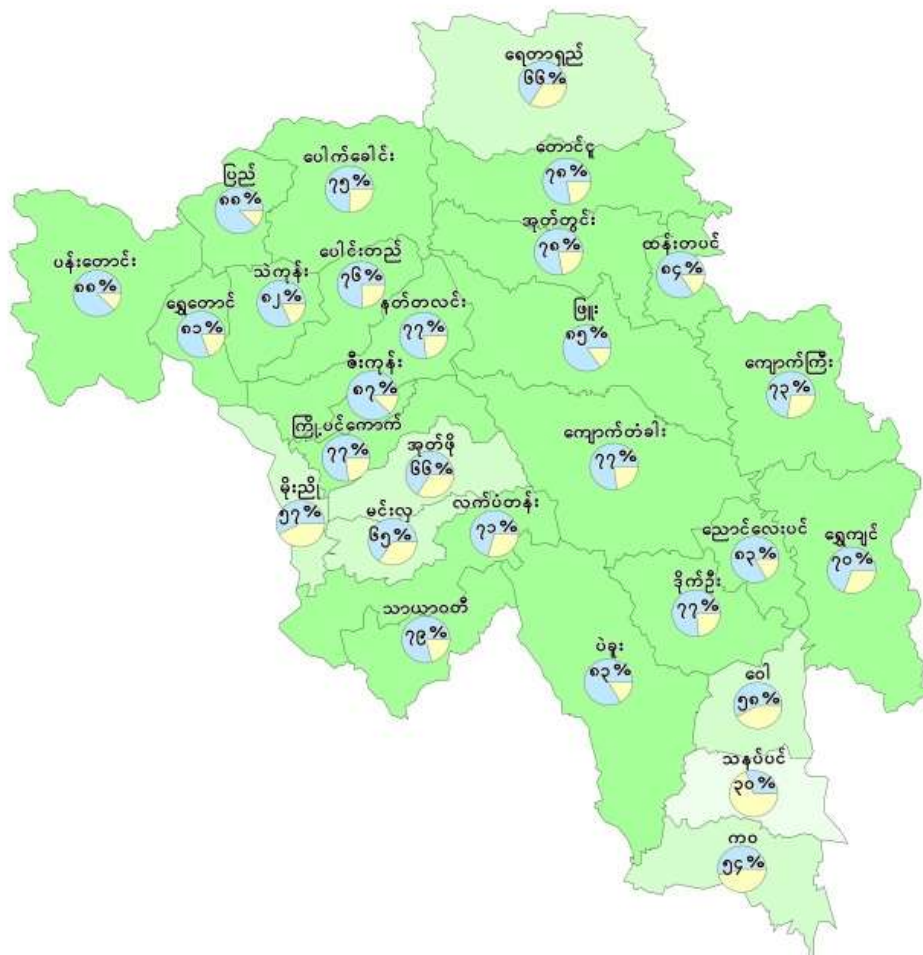 ရေတာရှည်
၆၆%
တောင်ငူ
၇၈%
ပေါက်ခေါင်း
၇၅%
ပြည်
၈၈%
အုတ်တွင်း
၇၈%
ထန်းတပင်
၈၄%
ပန်းတောင်း
၈၈%
ပေါင်းတည်
၇၆%
သဲကုန်း
၈၂%
ရွှေတောင်
၈၁%
နတ်တလင်း
၇၇%
ဖြူး
၈၅%
ကျောက်ကြီး
၇၃%
ဇီးကုန်း
၈၇%
ကြို့ပင်ကောက်
၇၇%
အုတ်ဖို
၆၆%
ကျောက်တံခါး
၇၇%
မိုးညို
၅၇%
မင်းလှ
၆၅%
လက်ပံတန်း
၇၁%
ညောင်လေးပင်
၈၃%
ရွှေကျင်
၇၀%
ဒိုက်ဦး
၇၇%
သာယာဝတီ
၇၉%
ပဲခူး
၈၃%
ဝေါ
၅၈%
သနပ်ပင်
၃၀%
ကဝ
၅၄%